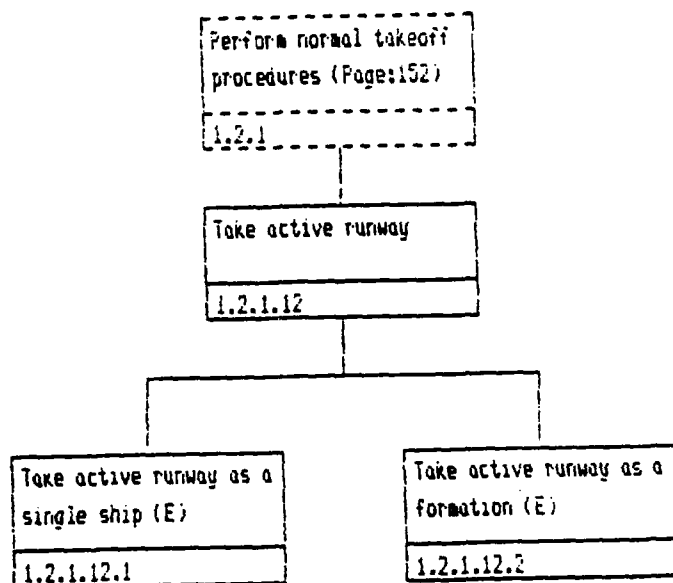 Perform normal takeoff
procedures (Page:152)
1.2.1
Take active runway
1.2.1.12
Take active runway as a
single ship (E)
1.2.1.12.1
Take active runway as a
formation (E)
1.2.1.12.2